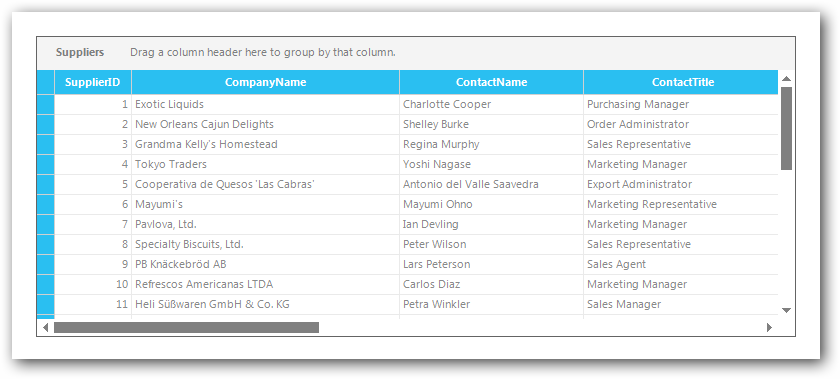 Suppliers Drag a column header here to group by that column.
SupplierID CompanyName ContactName ContactTitle
1 Exotic Liquids Charlotte Cooper Purchasing Manager
2 New Orleans Cajun Delights Shelley Burke Order Administrator
3 Grandma Kelly's Homestead Regina Murphy Sales Representative
4 Tokyo Traders Yoshi Nagase Marketing Manager
5 Cooperativa de Quesos 'Las Cabras' Antonio del Valle Saavedra Export Administrator
6 Mayumi's Mayumi Ohno Marketing Representative
7 Pavlova, Ltd. Ian Devling Marketing Manager
8 Specialty Biscuits, Ltd. Peter Wilson Sales Representative
9 PB Knäckebröd AB Lars Peterson Sales Agent
10 Refrescos Americanas LTDA Carlos Diaz Marketing Manager
11 Heli Süßwaren GmbH & Co. KG Petra Winkler Sales Manager